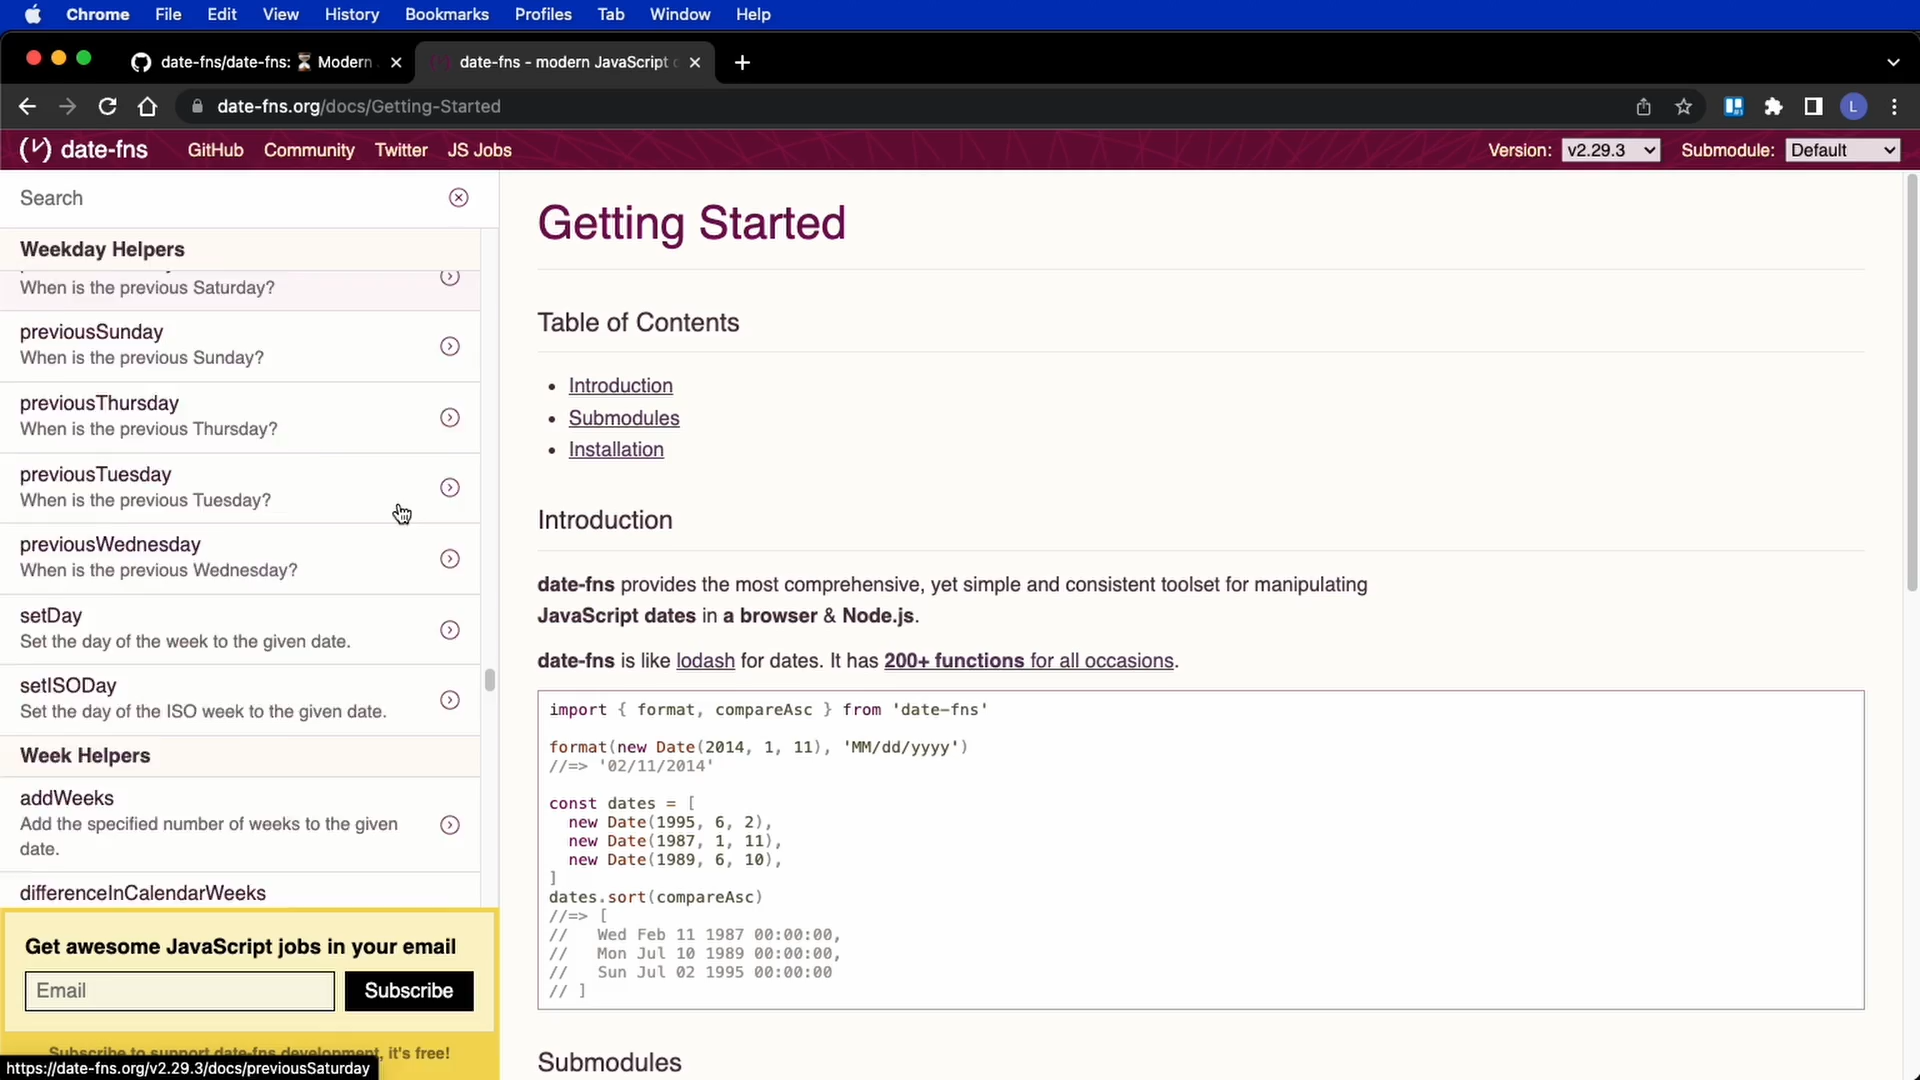 Chrome File Edit View History Bookmarks Profiles Tab Window Help
date-fns/date-fns: ⏳ Modern
date-fns - modern JavaScript
date-fns.org/docs/Getting-Started
L
date-fns GitHub Community Twitter JS Jobs
Version: v2.29.3 Submodule: Default
Search
Weekday Helpers
When is the previous Saturday?
previousSunday
When is the previous Sunday?
previousThursday
When is the previous Thursday?
previousTuesday
When is the previous Tuesday?
previousWednesday
When is the previous Wednesday?
setDay
Set the day of the week to the given date.
setISODay
Set the day of the ISO week to the given date.
Week Helpers
addWeeks
Add the specified number of weeks to the given
date.
differenceInCalendarWeeks
Get awesome JavaScript jobs in your email
Email Subscribe
Subscribe to support date-fns development, it's free!
https://date-fns.org/v2.29.3/docs/previousSaturday
Getting Started
Table of Contents
• Introduction
• Submodules
• Installation
Introduction
date-fns provides the most comprehensive, yet simple and consistent toolset for manipulating
JavaScript dates in a browser & Node.js.
date-fns is like lodash for dates. It has 200+ functions for all occasions.
import { format, compareAsc } from 'date-fns'
format(new Date(2014, 1, 11), 'MM/dd/yyyy')
//=> '02/11/2014'
const dates = [
new Date(1995, 6, 2),
new Date(1987, 1, 11),
new Date(1989, 6, 10),
]
dates.sort(compareAsc)
//=> [
// Wed Feb 11 1987 00:00:00,
// Mon Jul 10 1989 00:00:00,
// Sun Jul 02 1995 00:00:00
// ]
Submodules